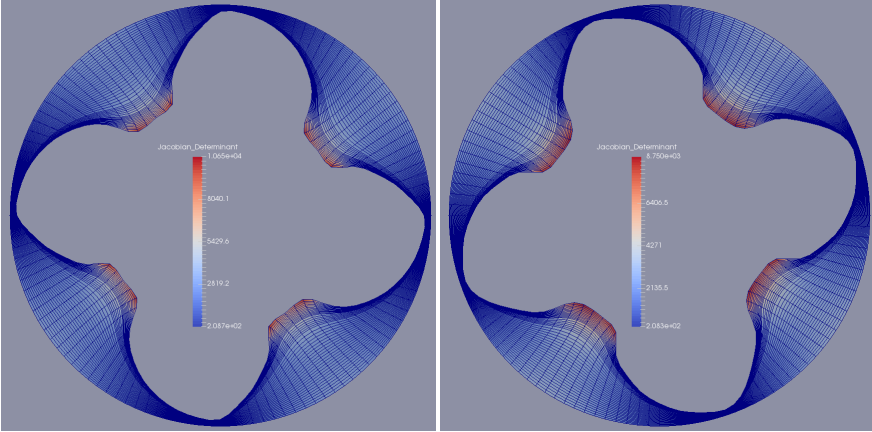 Jacobian_Determinant
1.065e+04
8040.1
5429.6
2819.2
2.087e+02
Jacobian_Determinant
8.750e+03
6406.5
4271
2135.5
2.083e+02